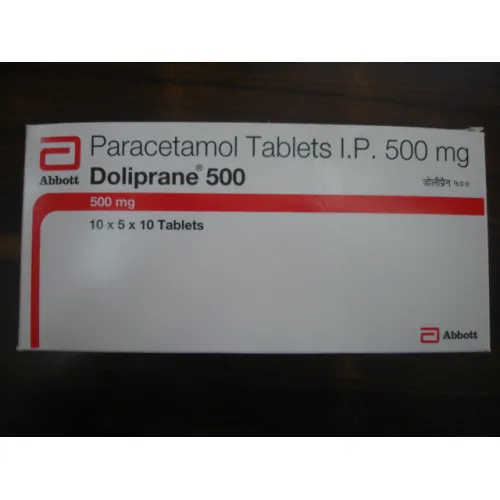 Paracetamol Tablets I.P. 500 mg
Abbott
Doliprane® 500
डोलीप्रैन ५००
500 mg
10 x 5 x 10 Tablets
Abbott